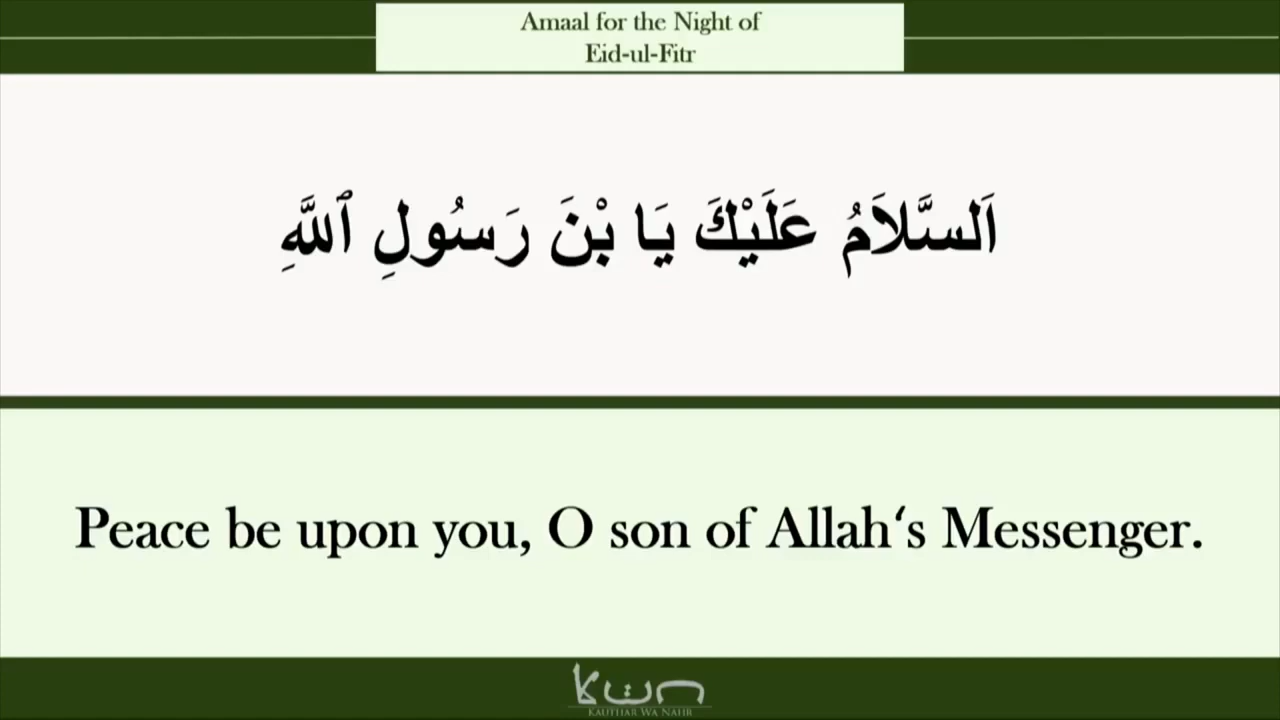 Amaal for the Night of
Eid-ul-Fitr
اَلسَّلاَمُ عَلَيْكَ يَا بْنَ رَسُولِ ٱللَّهِ
Peace be upon you, O son of Allah‘s Messenger.
KAUTHAR WA NAHR